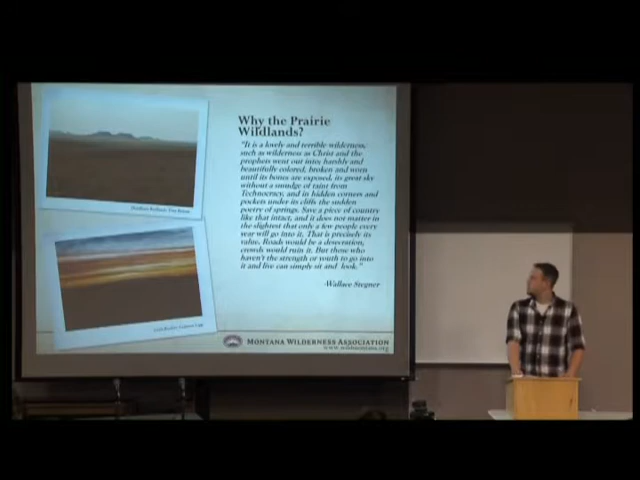 Why the Prairie
Wildlands?
"It is a lovely and terrible wilderness,
such as wilderness as Christ and the
prophets went out into; harshly and
beautifully colored, broken and worn
until its bones are exposed, its great sky
without a smudge of taint from
Technocracy, and in hidden corners and
pockets under its cliffs the sudden
poetry of springs. Save a piece of country
like that intact, and it does not matter in
the slightest that only a few people every
year will go into it. That is precisely its
value. Roads would be a desecration,
crowds would ruin it. But those who
haven't the strength or youth to go into
it and live can simply sit and look."
-Wallace Stegner
MONTANA WILDERNESS ASSOCIATION
www.wildmontana.org